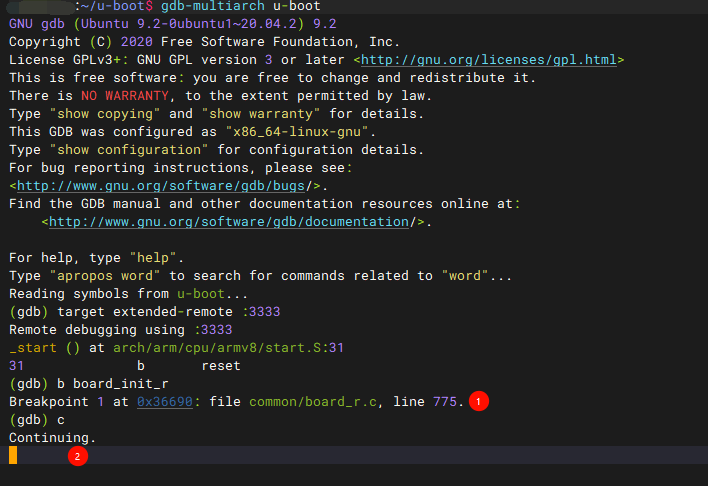 :~/u-boot$ gdb-multiarch u-boot
GNU gdb (Ubuntu 9.2-0ubuntu1~20.04.2) 9.2
Copyright (C) 2020 Free Software Foundation, Inc.
License GPLv3+: GNU GPL version 3 or later <http://gnu.org/licenses/gpl.html>
This is free software: you are free to change and redistribute it.
There is NO WARRANTY, to the extent permitted by law.
Type "show copying" and "show warranty" for details.
This GDB was configured as "x86_64-linux-gnu".
Type "show configuration" for configuration details.
For bug reporting instructions, please see:
<http://www.gnu.org/software/gdb/bugs/>.
Find the GDB manual and other documentation resources online at:
    <http://www.gnu.org/software/gdb/documentation/>.

For help, type "help".
Type "apropos word" to search for commands related to "word"...
Reading symbols from u-boot...
(gdb) target extended-remote :3333
Remote debugging using :3333
_start () at arch/arm/cpu/armv8/start.S:31
31              b       reset
(gdb) b board_init_r
Breakpoint 1 at 0x36690: file common/board_r.c, line 775. 1
(gdb) c
Continuing.
2